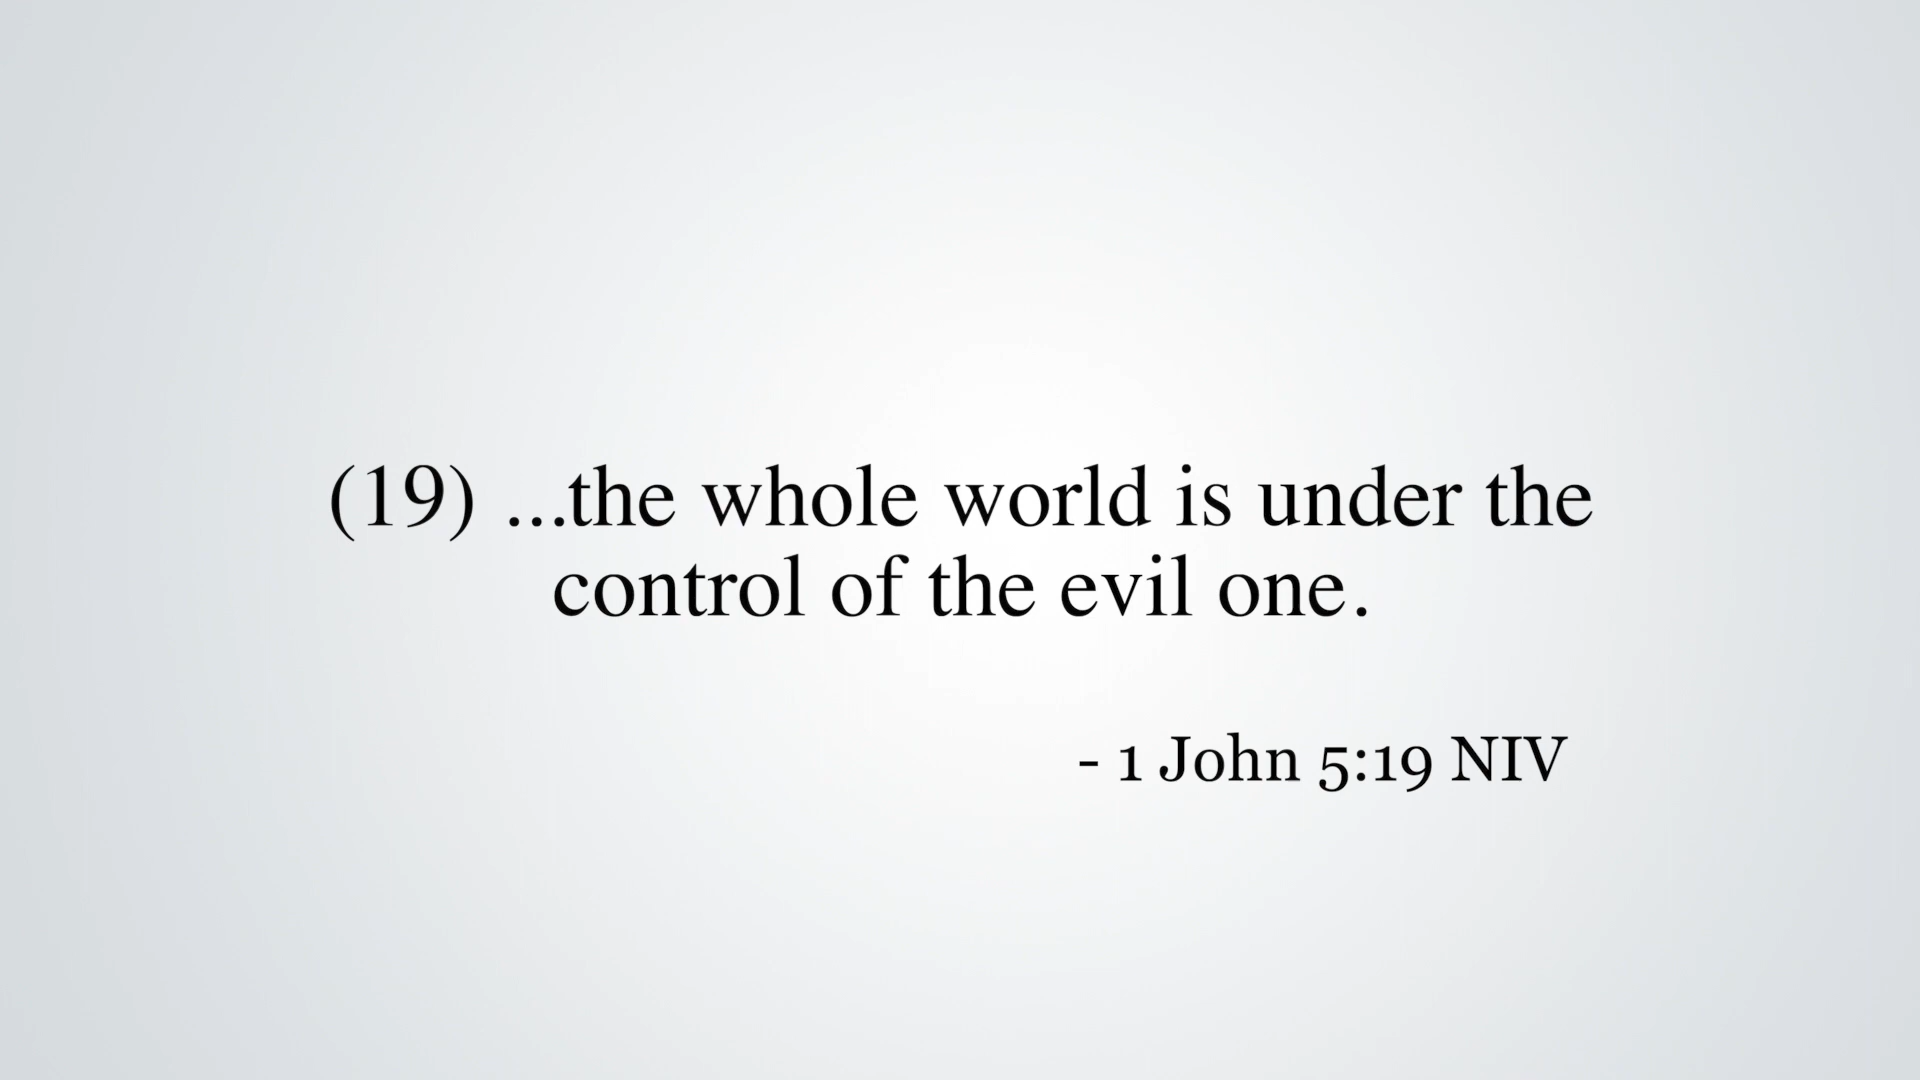 (19) ...the whole world is under the
control of the evil one.
- 1 John 5:19 NIV